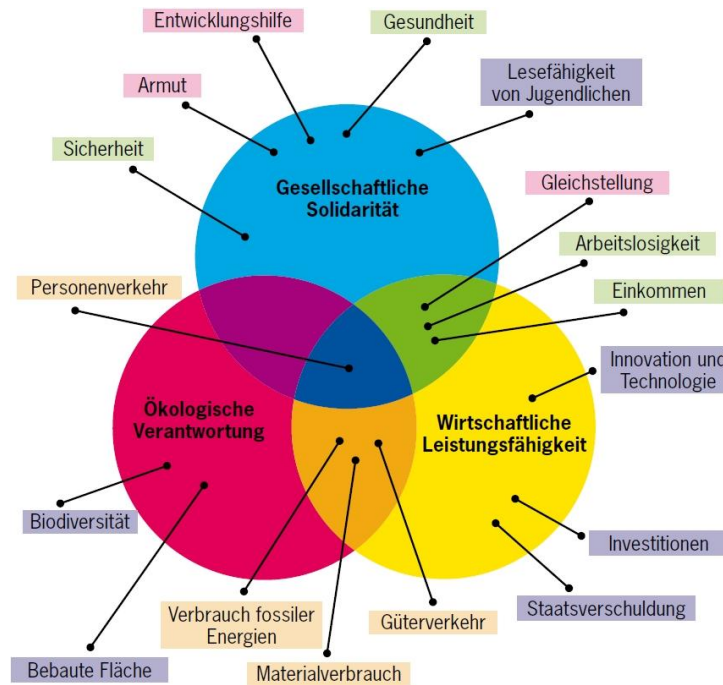 Entwicklungshilfe
Gesundheit
Armut
Lesefähigkeit
von Jugendlichen
Sicherheit
Gesellschaftliche
Solidarität
Gleichstellung
Arbeitslosigkeit
Personenverkehr
Einkommen
Innovation und
Technologie
Ökologische
Verantwortung
Wirtschaftliche
Leistungsfähigkeit
Biodiversität
Investitionen
Verbrauch fossiler
Energien
Güterverkehr
Staatsverschuldung
Bebaute Fläche
Materialverbrauch